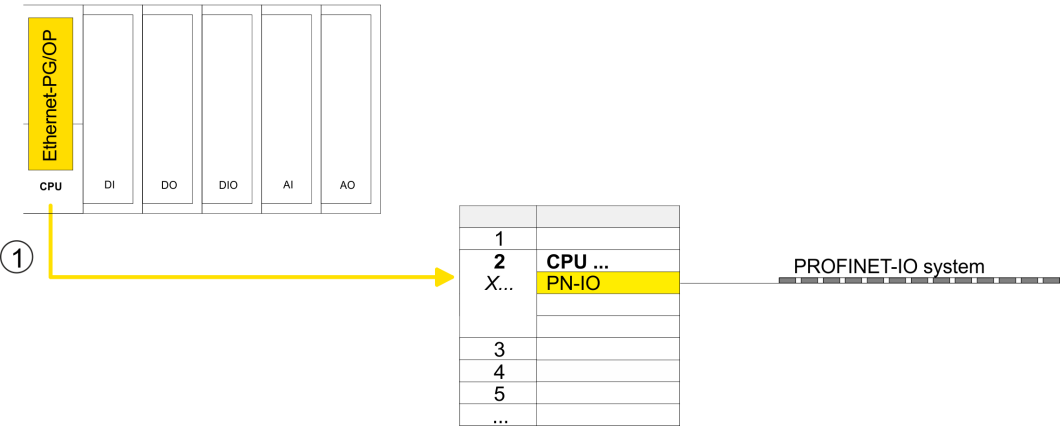 Ethernet-PG/OP
CPU DI DO DIO AI AO
1
1
2 CPU ...
X... PN-IO
PROFINET-IO system
3
4
5
...